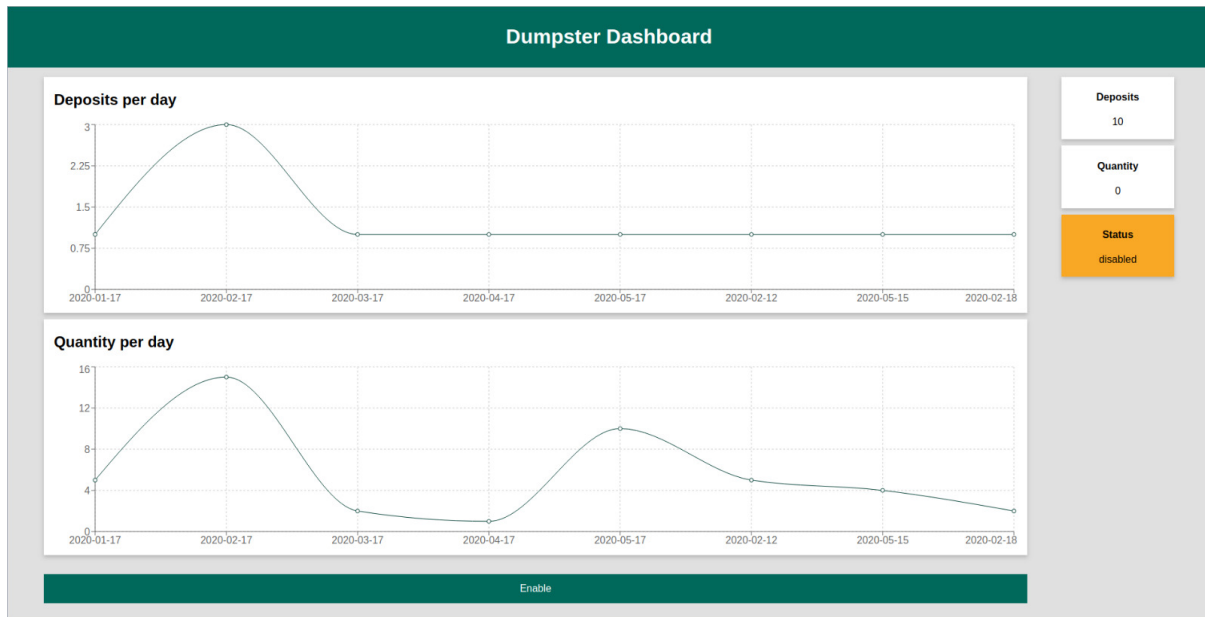 Dumpster Dashboard
Deposits per day
3
2.25
1.5
0.75
0
2020-01-17 2020-02-17 2020-03-17 2020-04-17 2020-05-17 2020-02-12 2020-05-15 2020-02-18
Quantity per day
16
12
8
4
0
2020-01-17 2020-02-17 2020-03-17 2020-04-17 2020-05-17 2020-02-12 2020-05-15 2020-02-18
Enable
Deposits
10
Quantity
0
Status
disabled